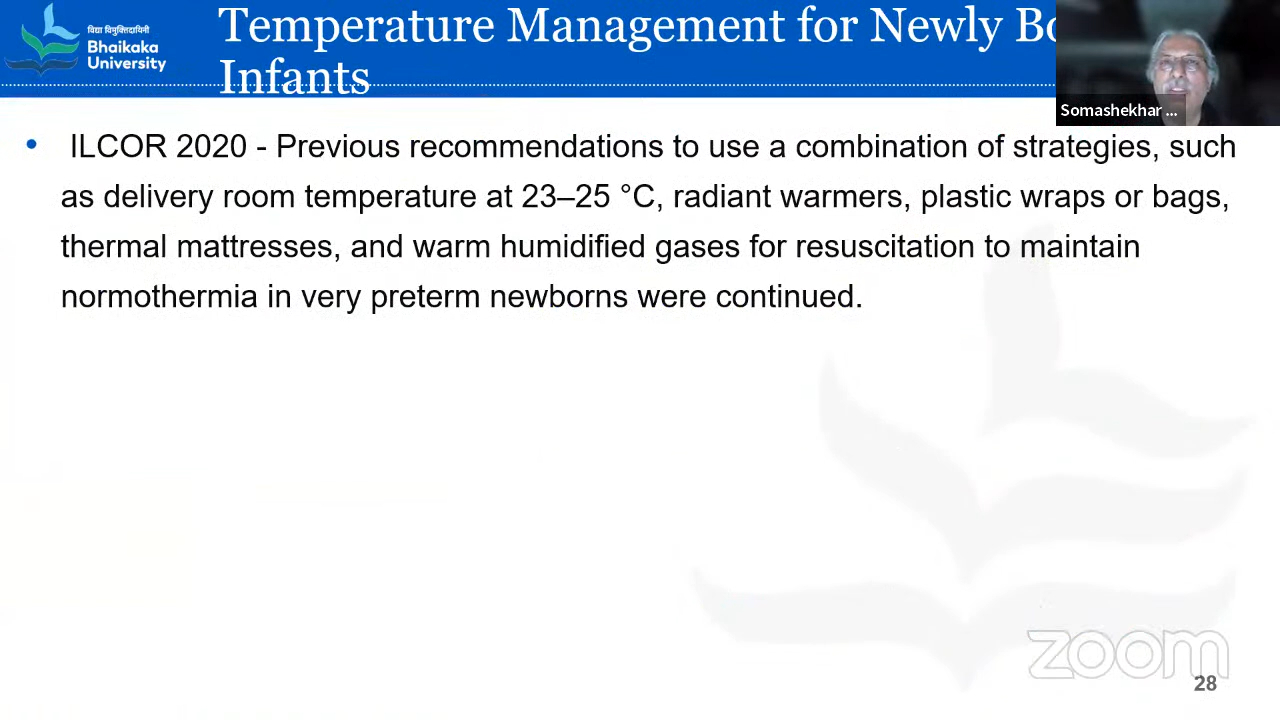 विद्या विमुक्तिदायिनी
Bhaikaka
University
Temperature Management for Newly
Infants
Somashekhar ...
• ILCOR 2020 - Previous recommendations to use a combination of strategies, such
as delivery room temperature at 23–25 °C, radiant warmers, plastic wraps or bags,
thermal mattresses, and warm humidified gases for resuscitation to maintain
normothermia in very preterm newborns were continued.
zoom
28